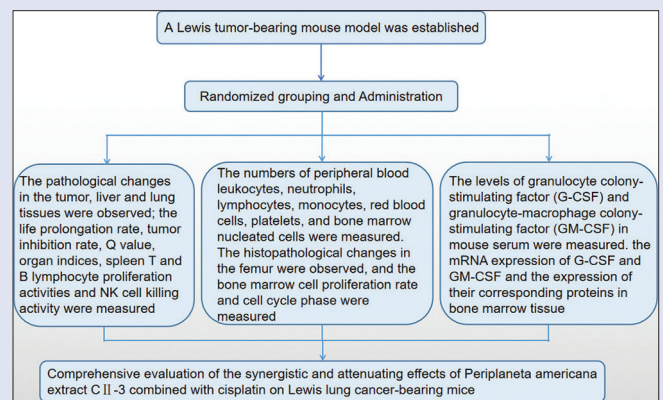 A Lewis tumor-bearing mouse model was established
Randomized grouping and Administration
The pathological changes
in the tumor, liver and lung
tissues were observed; the
life prolongation rate, tumor
inhibition rate, Q value,
organ indices, spleen T and
B lymphocyte proliferation
activities and NK cell killing
activity were measured
The numbers of peripheral blood
leukocytes, neutrophils,
lymphocytes, monocytes, red blood
cells, platelets, and bone marrow
nucleated cells were measured.
The histopathological changes in
the femur were observed, and the
bone marrow cell proliferation rate
and cell cycle phase were
measured
The levels of granulocyte colony-
stimulating factor (G-CSF) and
granulocyte-macrophage colony-
stimulating factor (GM-CSF) in
mouse serum were measured. the
mRNA expression of G-CSF and
GM-CSF and the expression of
their corresponding proteins in
bone marrow tissue
Comprehensive evaluation of the synergistic and attenuating effects of Periplaneta americana
extract CⅡ-3 combined with cisplatin on Lewis lung cancer-bearing mice